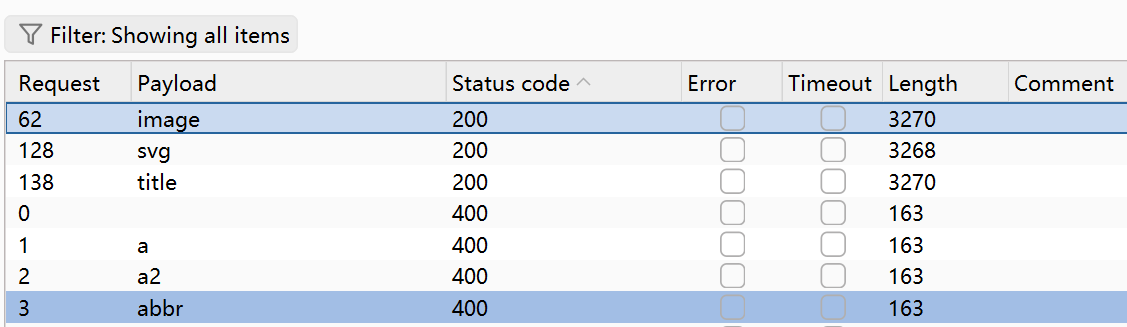 Filter: Showing all items
Request Payload Status code Error Timeout Length Comment
62 image 200 3270
128 svg 200 3268
138 title 200 3270
0 400 163
1 a 400 163
2 a2 400 163
3 abbr 400 163